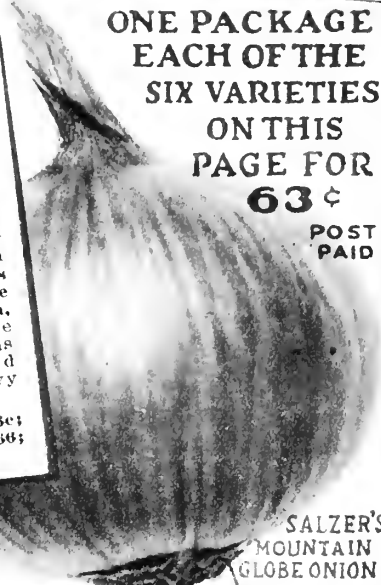 ONE PACKAGE
EACH OF THE
SIX VARIETIES
ON THIS
PAGE FOR
63¢
POST
PAID
SALZER'S
MOUNTAIN
GLOBE ONION